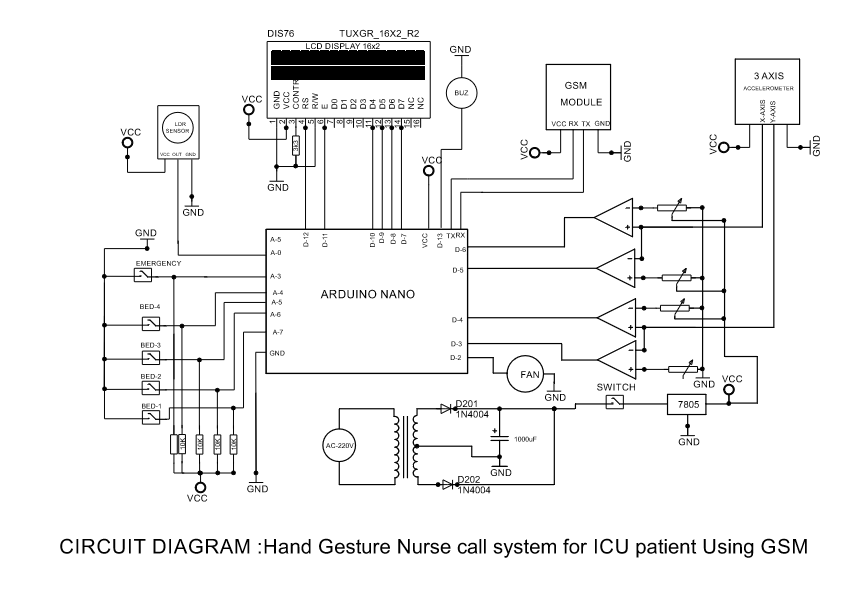 DIS76 TUXGR_16X2_R2
LCD DISPLAY 16x2
GND VCC CONTR RS R/W E D0 D1 D2 D3 D4 D5 D6 D7 NC NC
1 2 3 4 5 6 7 8 9 10 11 12 13 14 15 16
VCC
3k3
GND
GND
BUZ
GSM
MODULE
VCC RX TX GND
VCC
GND
3 AXIS
ACCELEROMETER
X-AXIS
Y-AXIS
VCC
GND
VCC
LDR
SENSOR
VCC OUT GND
GND
VCC
D-12
D-11
D-10
D-9
D-8
D-7
VCC
D-13
TX RX
A-5
A-0
A-3
A-4
A-5
A-6
A-7
GND
ARDUINO NANO
D-6
D-5
D-4
D-3
D-2
GND
EMERGENCY
BED-4
BED-3
BED-2
BED-1
10K
10K
10K
10K
VCC
GND
- +
+ -
- +
+ -
GND
FAN
GND
SWITCH
7805
VCC
GND
AC-220V
D201
1N4004
+
1000uF
GND
D202
1N4004
CIRCUIT DIAGRAM :Hand Gesture Nurse call system for ICU patient Using GSM